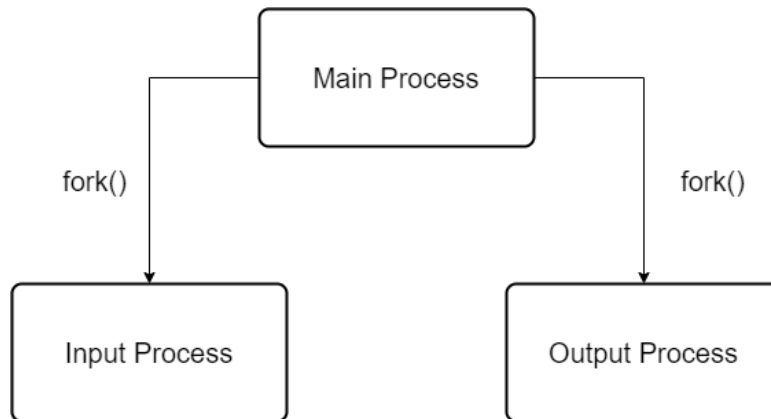 Main Process
fork()
fork()
Input Process
Output Process